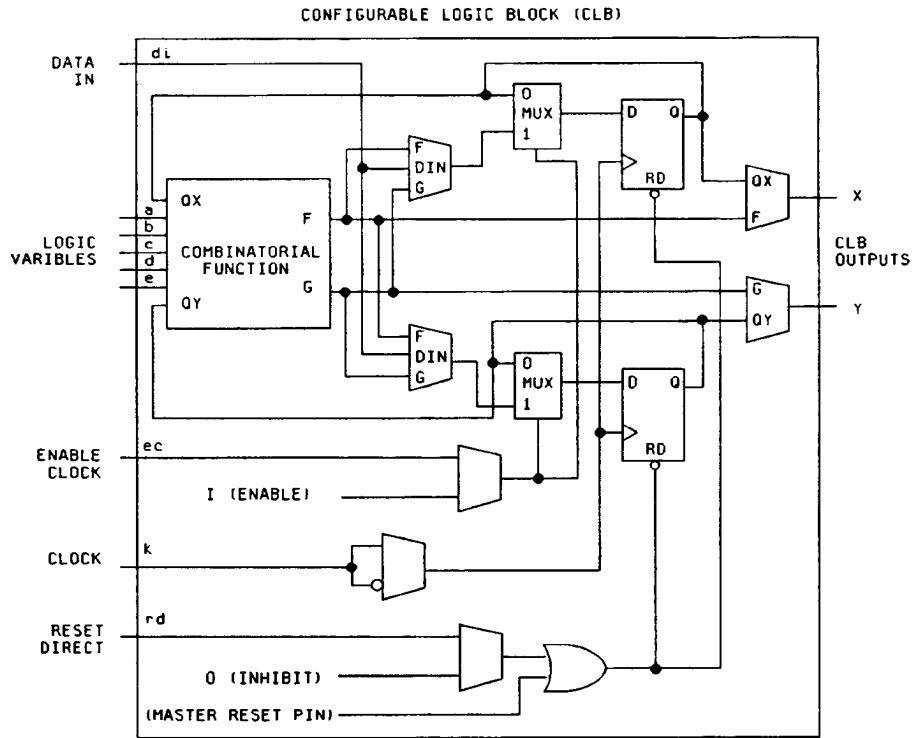 CONFIGURABLE LOGIC BLOCK (CLB)
DATA
IN
di
0
MUX
1
D Q
RD
F
DIN
G
QX
F
X
QX
F
COMBINATORIAL
FUNCTION
G
QY
a
b
c
d
e
LOGIC
VARIBLES
CLB
OUTPUTS
G
QY
Y
F
DIN
G
0
MUX
1
D Q
RD
ENABLE
CLOCK
ec
I (ENABLE)
CLOCK
k
RESET
DIRECT
rd
0 (INHIBIT)
(MASTER RESET PIN)